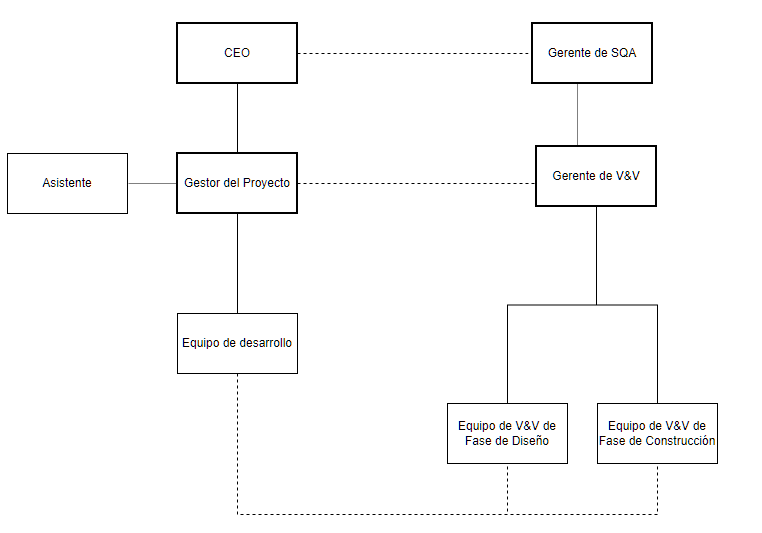 CEO
Gerente de SQA
Asistente
Gestor del Proyecto
Gerente de V&V
Equipo de desarrollo
Equipo de V&V de
Fase de Diseño
Equipo de V&V de
Fase de Construcción